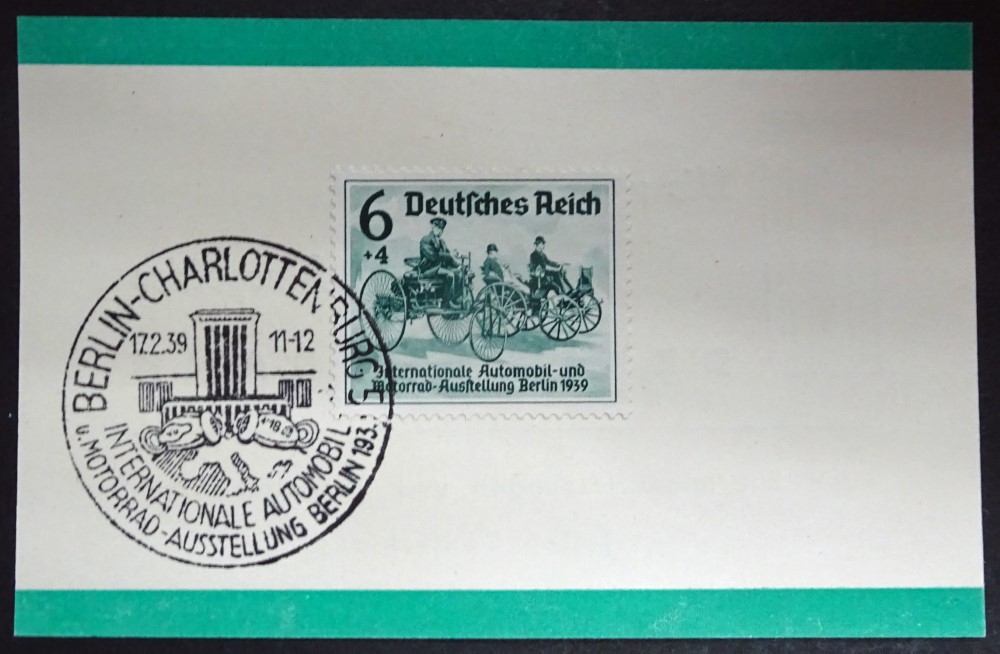 6 Deutsches Reich
+4
Internationale Automobil-und
Motorrad-Ausstellung Berlin 1939
BERLIN-CHARLOTTENBURG 5
17.2.39 11-12
INTERNATIONALE AUTOMOBIL
u. MOTORRAD-AUSSTELLUNG BERLIN 193